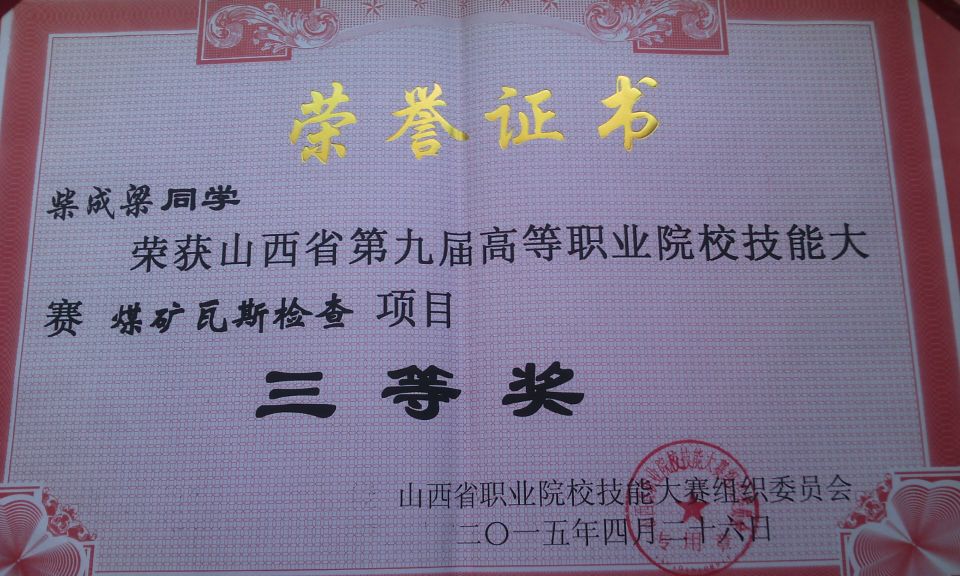 荣誉证书
柴成梁同学
荣获山西省第九届高等职业院校技能大
赛 煤矿瓦斯检查 项目
三等奖
山西省职业院校技能大赛组织委员会
二〇一五年四月二十六日
专用章